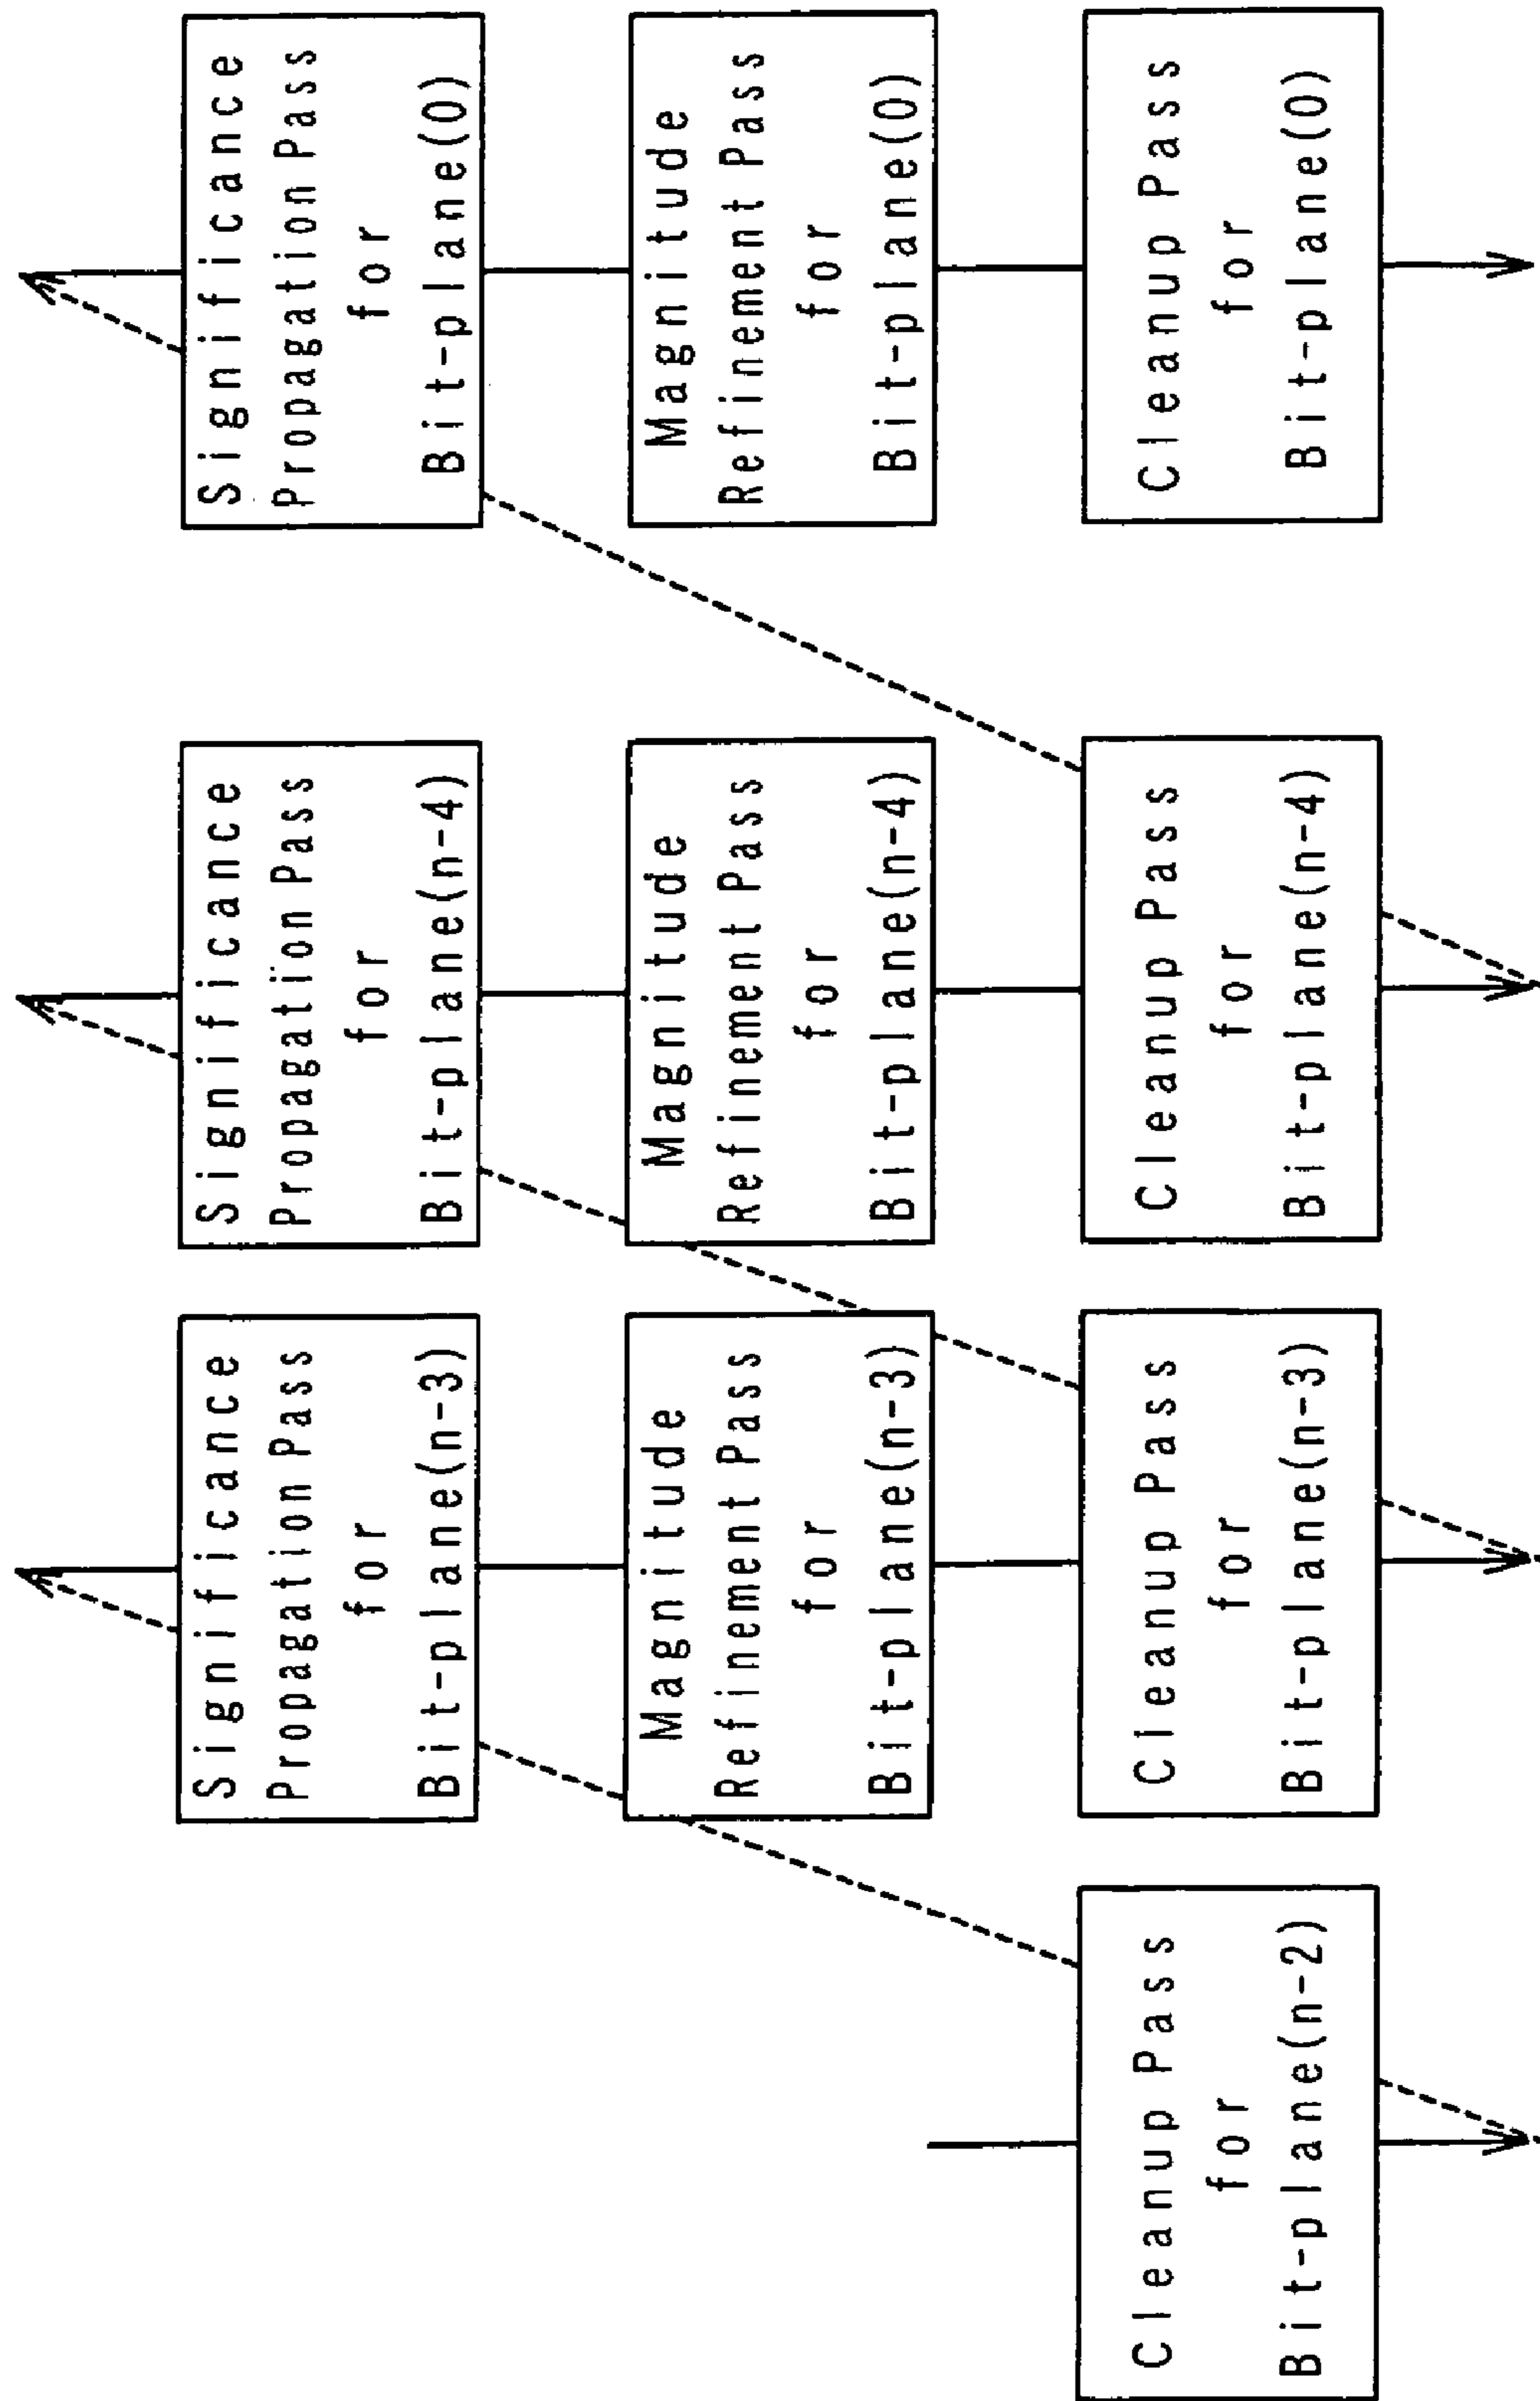 Cleanup Pass
for
Bit-plane(n-2)
Significance
Propagation Pass
for
Bit-plane(n-3)
Magnitude
Refinement Pass
for
Bit-plane(n-3)
Cleanup Pass
for
Bit-plane(n-3)
Significance
Propagation Pass
for
Bit-plane(n-4)
Magnitude
Refinement Pass
for
Bit-plane(n-4)
Cleanup Pass
for
Bit-plane(n-4)
Significance
Propagation Pass
for
Bit-plane(0)
Magnitude
Refinement Pass
for
Bit-plane(0)
Cleanup Pass
for
Bit-plane(0)